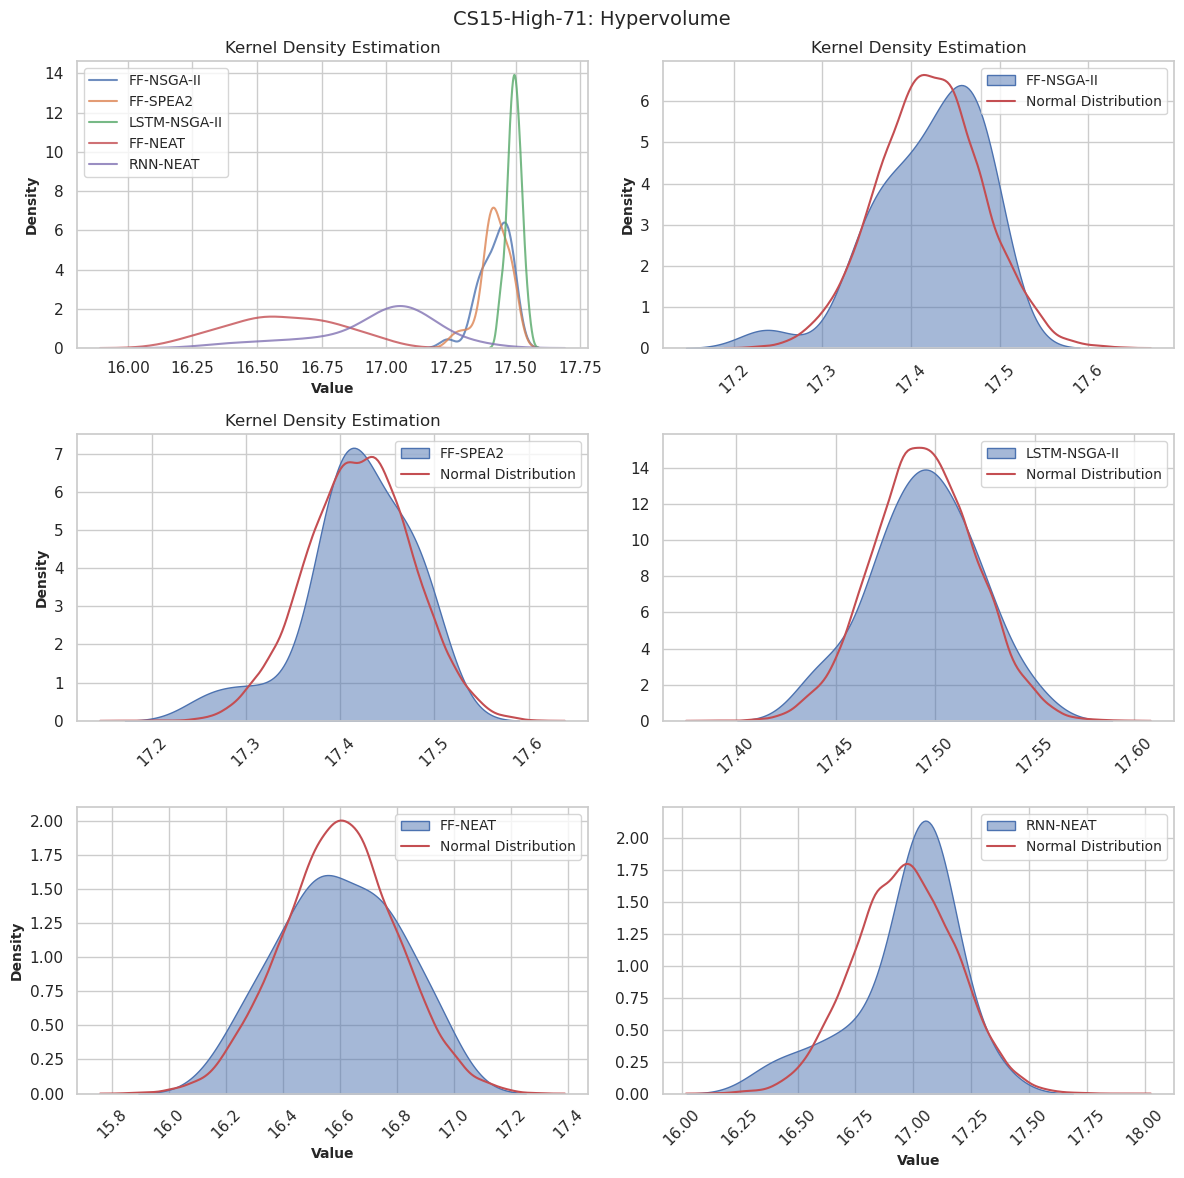 CS15-High-71: Hypervolume
Kernel Density Estimation
FF-NSGA-II
FF-SPEA2
LSTM-NSGA-II
FF-NEAT
RNN-NEAT
Density
14
12
10
8
6
4
2
0
16.00 16.25 16.50 16.75 17.00 17.25 17.50 17.75
Value
Kernel Density Estimation
FF-NSGA-II
Normal Distribution
Density
6
5
4
3
2
1
0
17.2 17.3 17.4 17.5 17.6
Kernel Density Estimation
FF-SPEA2
Normal Distribution
Density
7
6
5
4
3
2
1
0
17.2 17.3 17.4 17.5 17.6
LSTM-NSGA-II
Normal Distribution
14
12
10
8
6
4
2
0
17.40 17.45 17.50 17.55 17.60
FF-NEAT
Normal Distribution
Density
2.00
1.75
1.50
1.25
1.00
0.75
0.50
0.25
0.00
15.8 16.0 16.2 16.4 16.6 16.8 17.0 17.2 17.4
Value
RNN-NEAT
Normal Distribution
2.00
1.75
1.50
1.25
1.00
0.75
0.50
0.25
0.00
16.00 16.25 16.50 16.75 17.00 17.25 17.50 17.75 18.00
Value